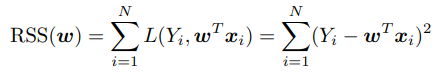 RSS(w) = ∑_{i=1}^{N} L(Y_i, w^T x_i) = ∑_{i=1}^{N} (Y_i − w^T x_i)^2